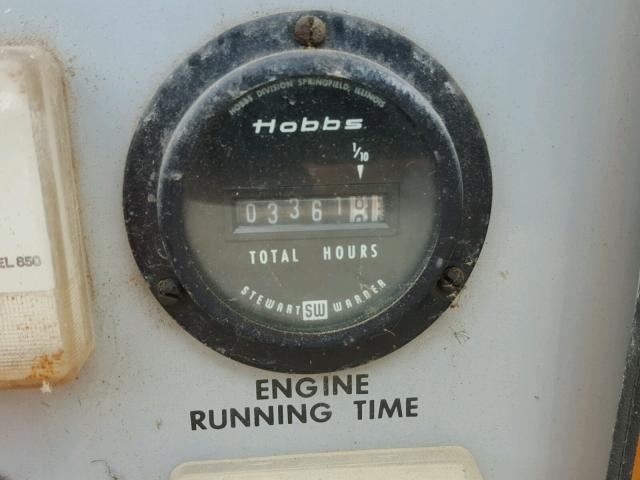 HOBBS DIVISION SPRINGFIELD, ILLINOIS
Hobbs
1/10
03361
TOTAL HOURS
STEWART SW WARNER
EL 850
ENGINE
RUNNING TIME